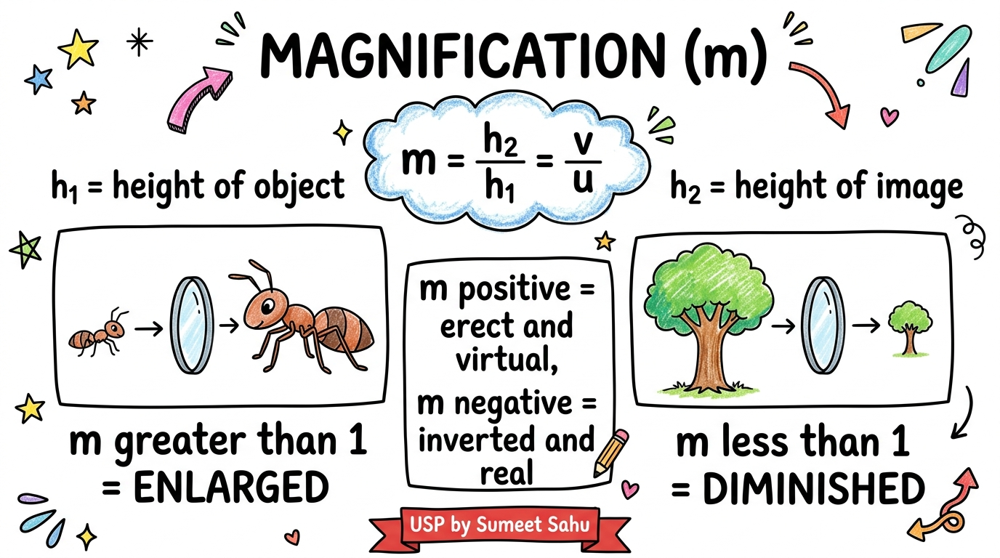 MAGNIFICATION (m)
m = h₂/h₁ = v/u
h₁ = height of object
h₂ = height of image
m positive =
erect and
virtual,
m negative =
inverted and
real
m greater than 1
= ENLARGED
m less than 1
= DIMINISHED
USP by Sumeet Sahu